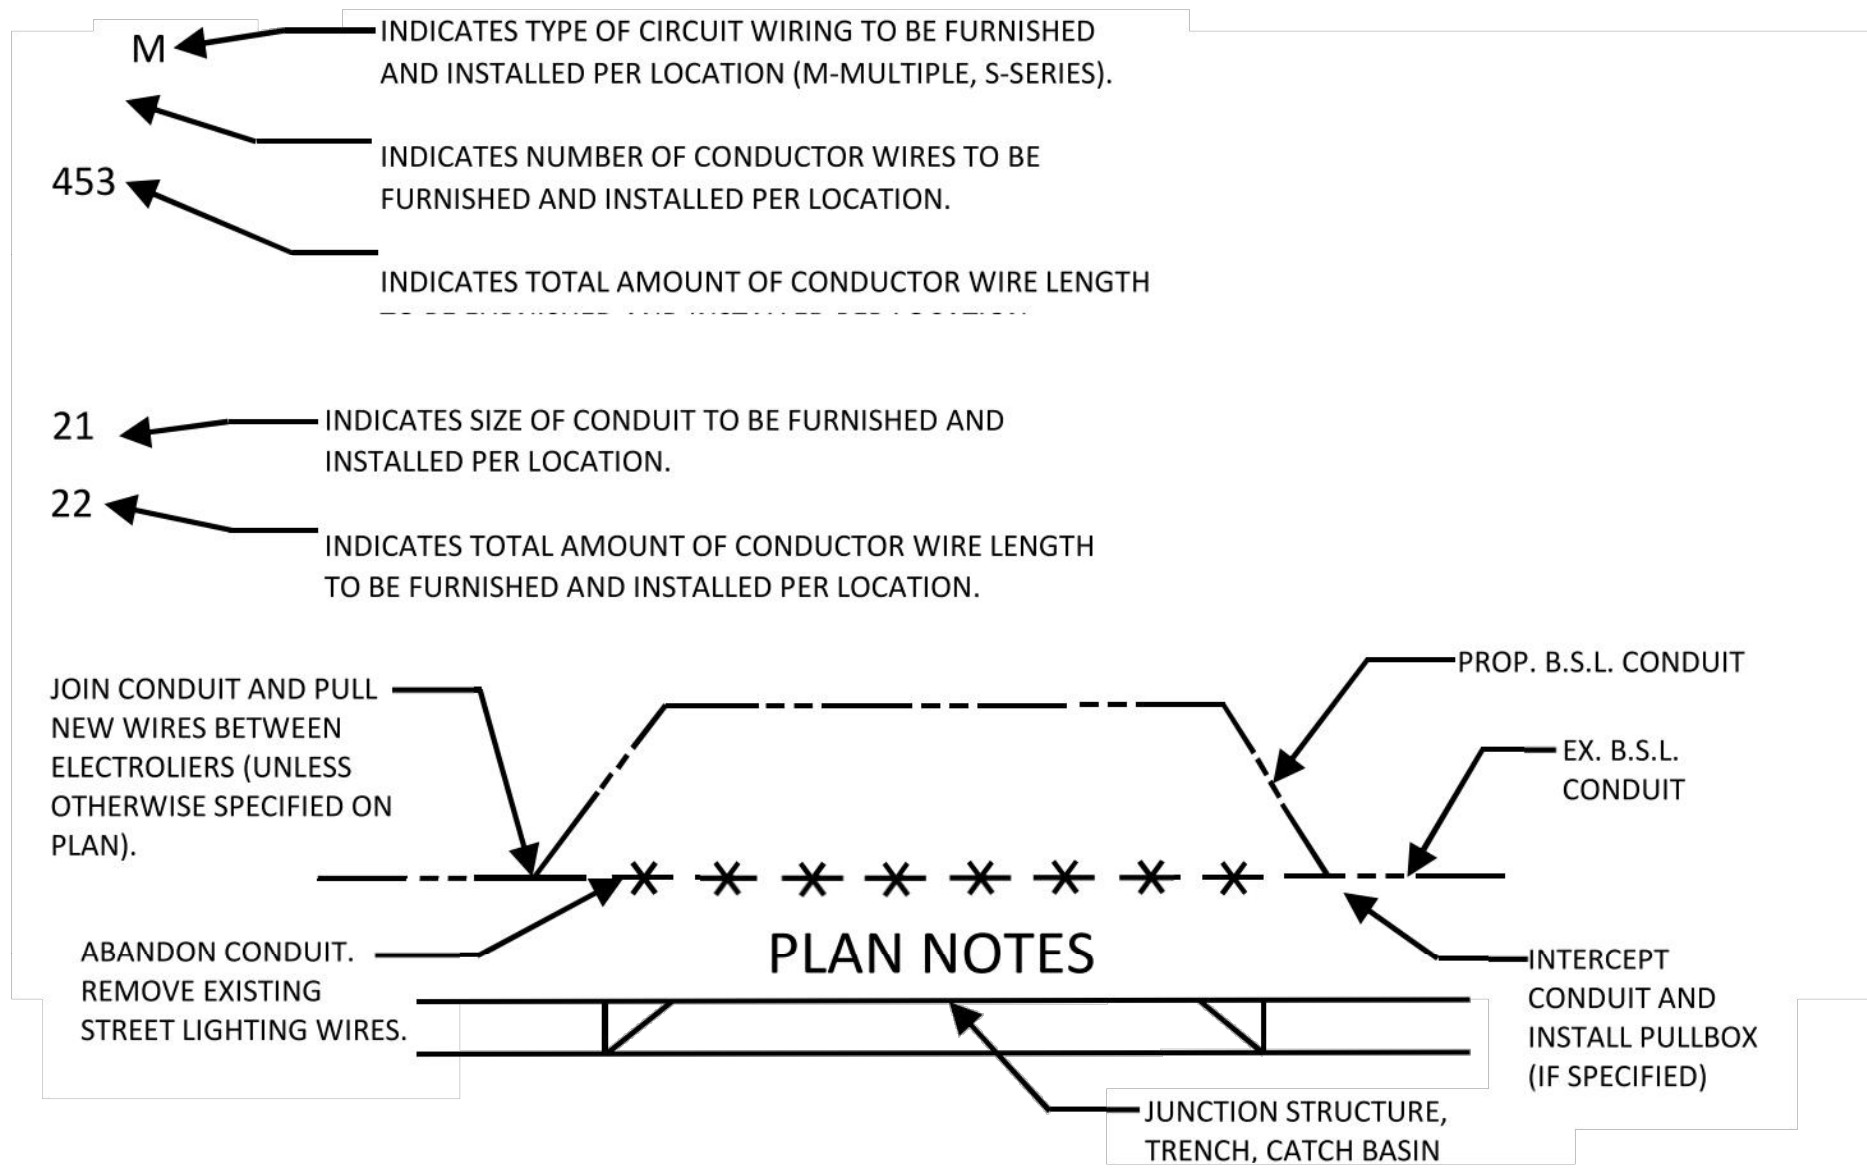 M
INDICATES TYPE OF CIRCUIT WIRING TO BE FURNISHED
AND INSTALLED PER LOCATION (M-MULTIPLE, S-SERIES).
INDICATES NUMBER OF CONDUCTOR WIRES TO BE
FURNISHED AND INSTALLED PER LOCATION.
453
INDICATES TOTAL AMOUNT OF CONDUCTOR WIRE LENGTH
21
INDICATES SIZE OF CONDUIT TO BE FURNISHED AND
INSTALLED PER LOCATION.
22
INDICATES TOTAL AMOUNT OF CONDUCTOR WIRE LENGTH
TO BE FURNISHED AND INSTALLED PER LOCATION.
JOIN CONDUIT AND PULL
NEW WIRES BETWEEN
ELECTROLIERS (UNLESS
OTHERWISE SPECIFIED ON
PLAN).
PROP. B.S.L. CONDUIT
EX. B.S.L.
CONDUIT
ABANDON CONDUIT.
REMOVE EXISTING
STREET LIGHTING WIRES.
PLAN NOTES
INTERCEPT
CONDUIT AND
INSTALL PULLBOX
(IF SPECIFIED)
JUNCTION STRUCTURE,
TRENCH, CATCH BASIN